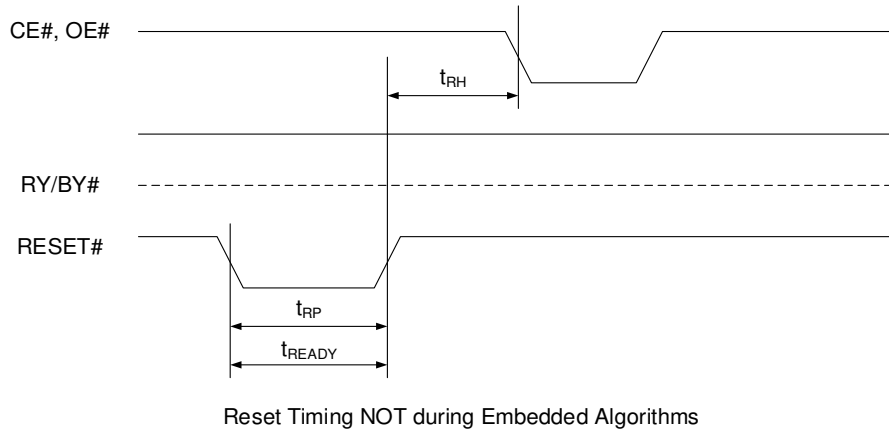 CE#, OE#
tRH
RY/BY#
RESET#
tRP
tREADY
Reset Timing NOT during Embedded Algorithms